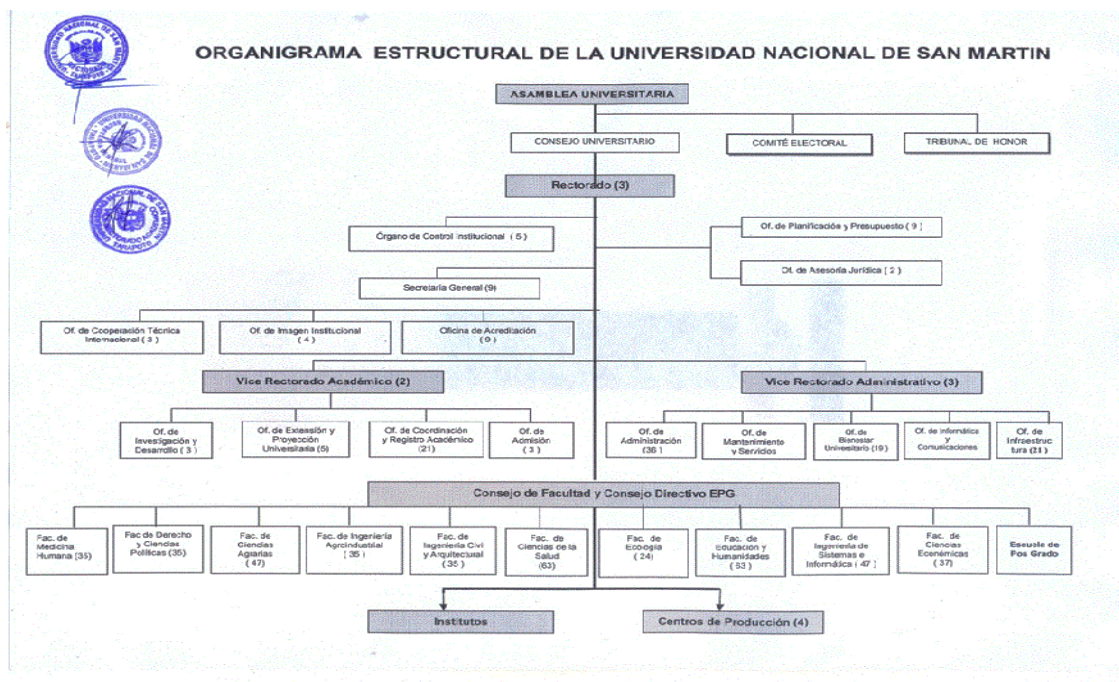 ORGANIGRAMA ESTRUCTURAL DE LA UNIVERSIDAD NACIONAL DE SAN MARTIN
ASAMBLEA UNIVERSITARIA
CONSEJO UNIVERSITARIO
COMITÉ ELECTORAL
TRIBUNAL DE HONOR
Rectorado (3)
Órgano de Control Institucional ( 5 )
Of. de Planificación y Presupuesto ( 9 )
Of. de Asesoría Jurídica ( 2 )
Secretaria General (9)
Of. de Cooperación Técnica
Internacional ( 3 )
Of. de Imagen Institucional
( 4 )
Oficina de Acreditación
Vice Rectorado Académico (2)
Vice Rectorado Administrativo (3)
Of. de
Investigación y
Desarrollo ( 3 )
Of. de Extensión y
Proyección
Universitaria (5)
Of. de Coordinación
y Registro Académico
(21)
Of. de
Admisión
( 3 )
Of. de
Administración
Of. de
Mantenimiento
y Servicios
Of. de
Bienestar
Universitario (19)
Of. de Informática
y
Comunicaciones
Of. de
Infraestruc
tura (21)
Consejo de Facultad y Consejo Directivo EPG
Fac. de
Medicina
Humana (35)
Fac de Derecho
y Ciencias
Políticas (35)
Fac. de
Ciencias
Agrarias
( 47)
Fac. de Ingeniería
Agroindustrial
( 35 )
Fac. de
Ingeniería Civil
y Arquitectural
( 35 )
Fac. de
Ciencias de la
Salud
(63)
Fac. de
Ecología
( 24)
Fac. de
Educación y
Humanidades
( 53 )
Fac. de
Ingeniería de
Sistemas e
Informática ( 47 )
Fac. de
Ciencias
Económicas
( 37)
Escuela de
Pos Grado
Institutos
Centros de Producción (4)